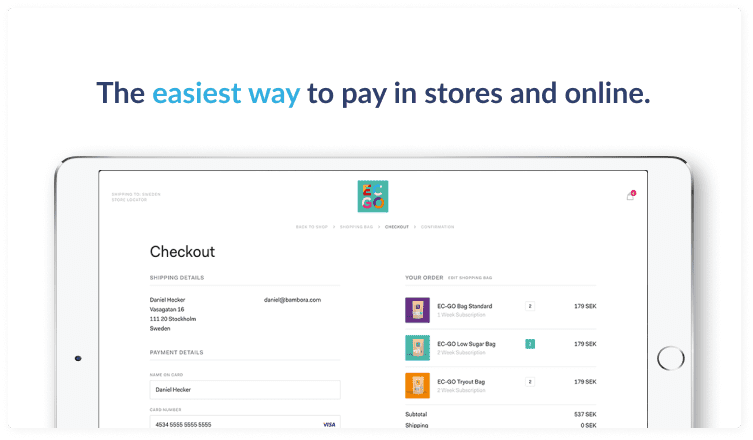 The easiest way to pay in stores and online.
SHIPPING TO: SWEDEN
STORE LOCATOR
EC
GO
BACK TO SHOP > SHIPPING BAG > CHECKOUT > CONFIRMATION
Checkout
SHIPPING DETAILS
Daniel Hecker daniel@bambora.com
Vasagatan 16
111 20 Stockholm
Sweden
PAYMENT DETAILS
NAME ON CARD
Daniel Hecker
CARD NUMBER
4534 5555 5555 5555 VISA
YOUR ORDER EDIT SHOPPING BAG
EC-GO Bag Standard 2 179 SEK
1 Week Subscription
EC-GO Low Sugar Bag 179 SEK
2 Week Subscription
EC-GO Tryout Bag 2 179 SEK
2 Week Subscription
Subtotal 537 SEK
Shipping 0 SEK